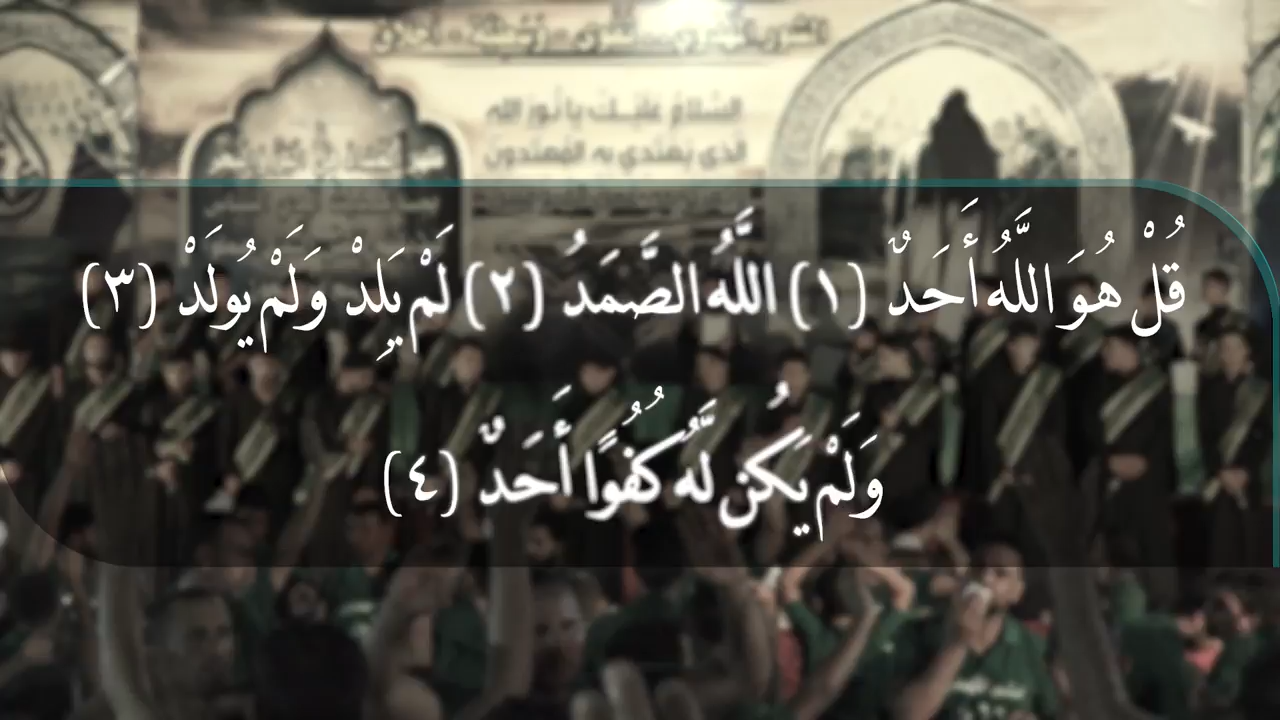 السلام عليك يا نور الله
الذي يهتدي به المهتدون
قُلْ هُوَ اللَّهُ أَحَدٌ (١) اللَّهُ الصَّمَدُ (٢) لَمْ يَلِدْ وَلَمْ يُولَدْ (٣)
وَلَمْ يَكُن لَّهُ كُفُوًا أَحَدٌ (٤)